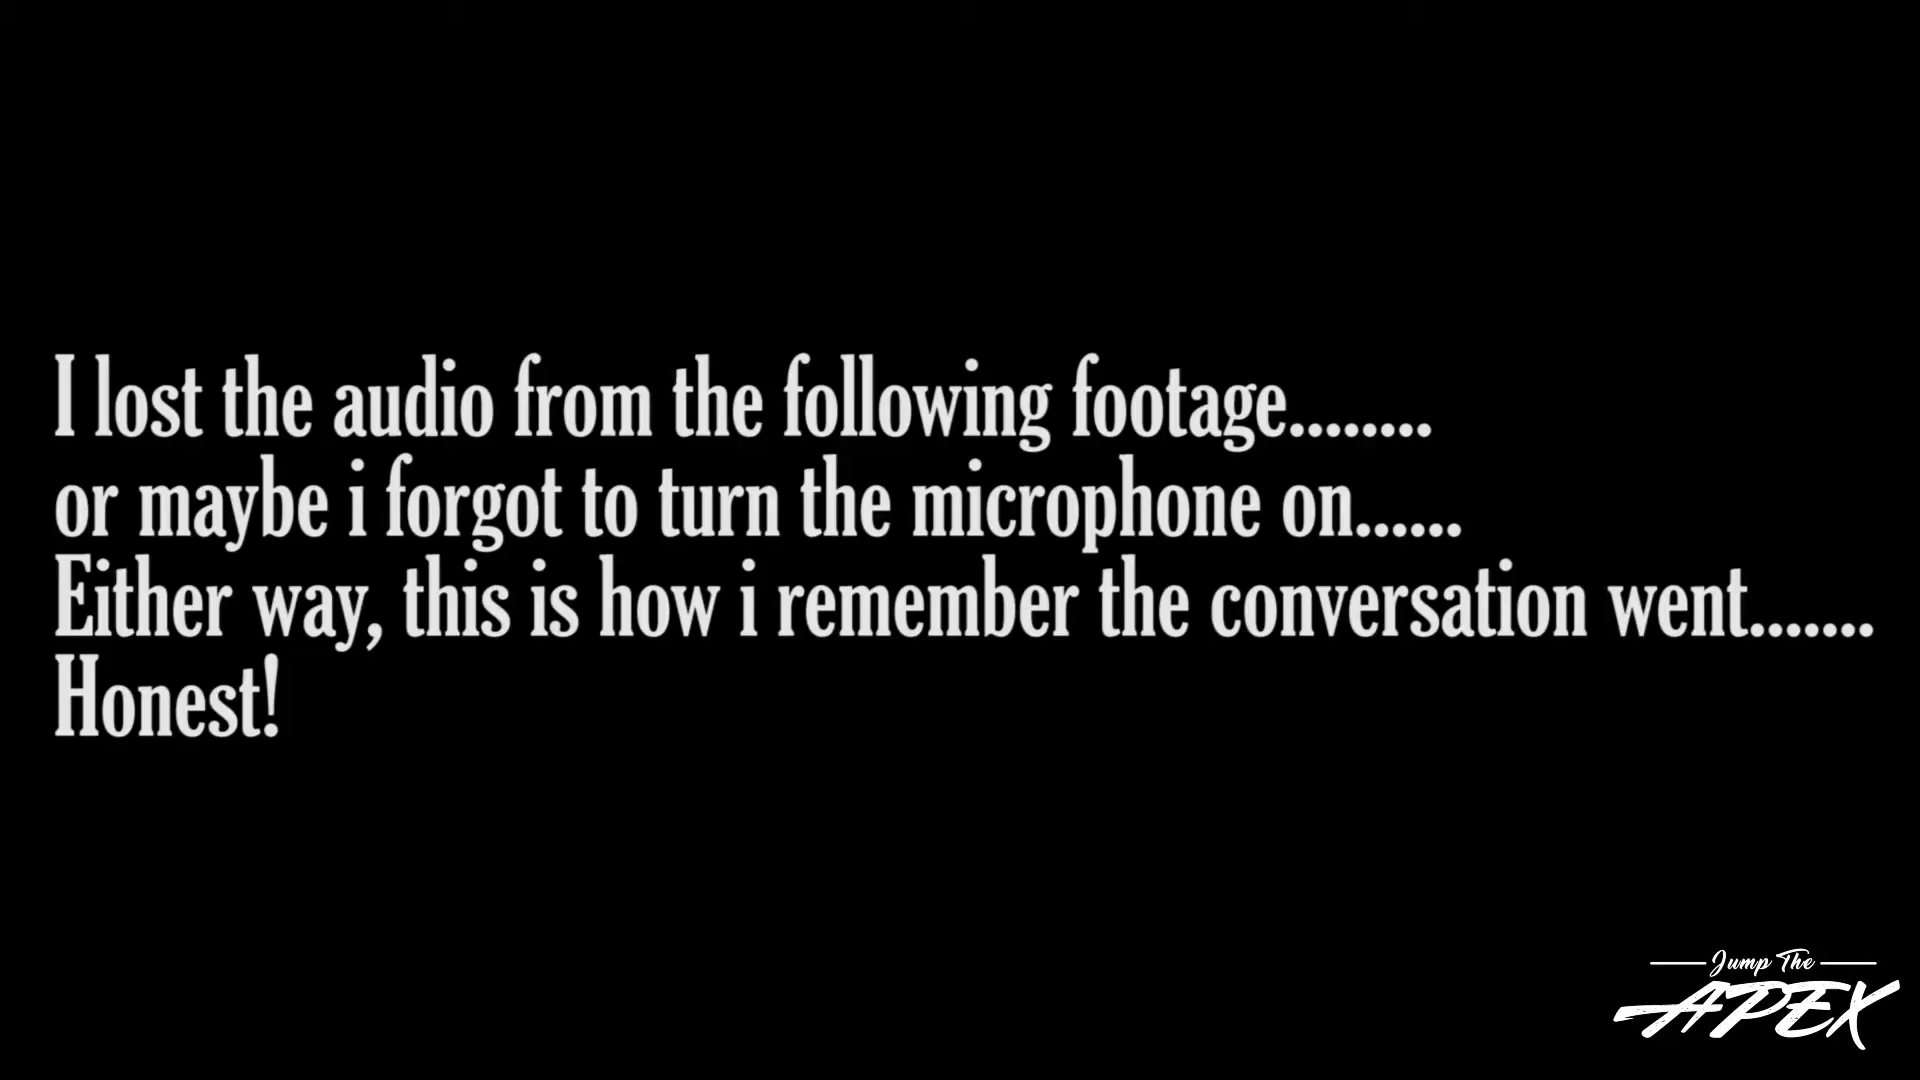 I lost the audio from the following footage........
or maybe i forgot to turn the microphone on......
Either way, this is how i remember the conversation went.......
Honest!
Jump The
APEX